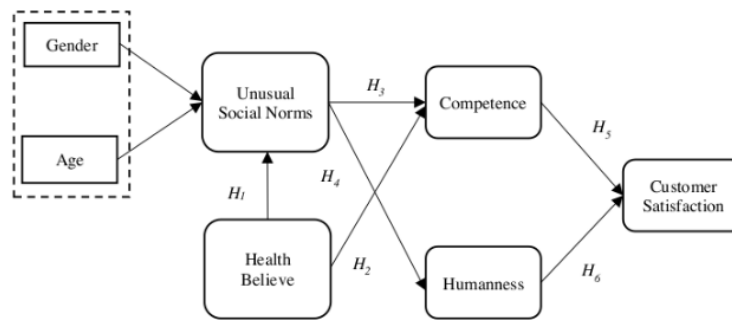 Gender
Age
Unusual
Social Norms
H1
Health
Believe
H3
H4
H2
Competence
Humanness
H5
H6
Customer
Satisfaction